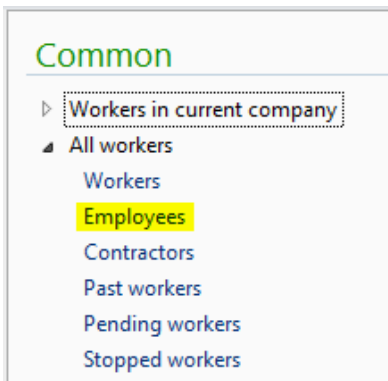 Common
Workers in current company
All workers
Workers
Employees
Contractors
Past workers
Pending workers
Stopped workers